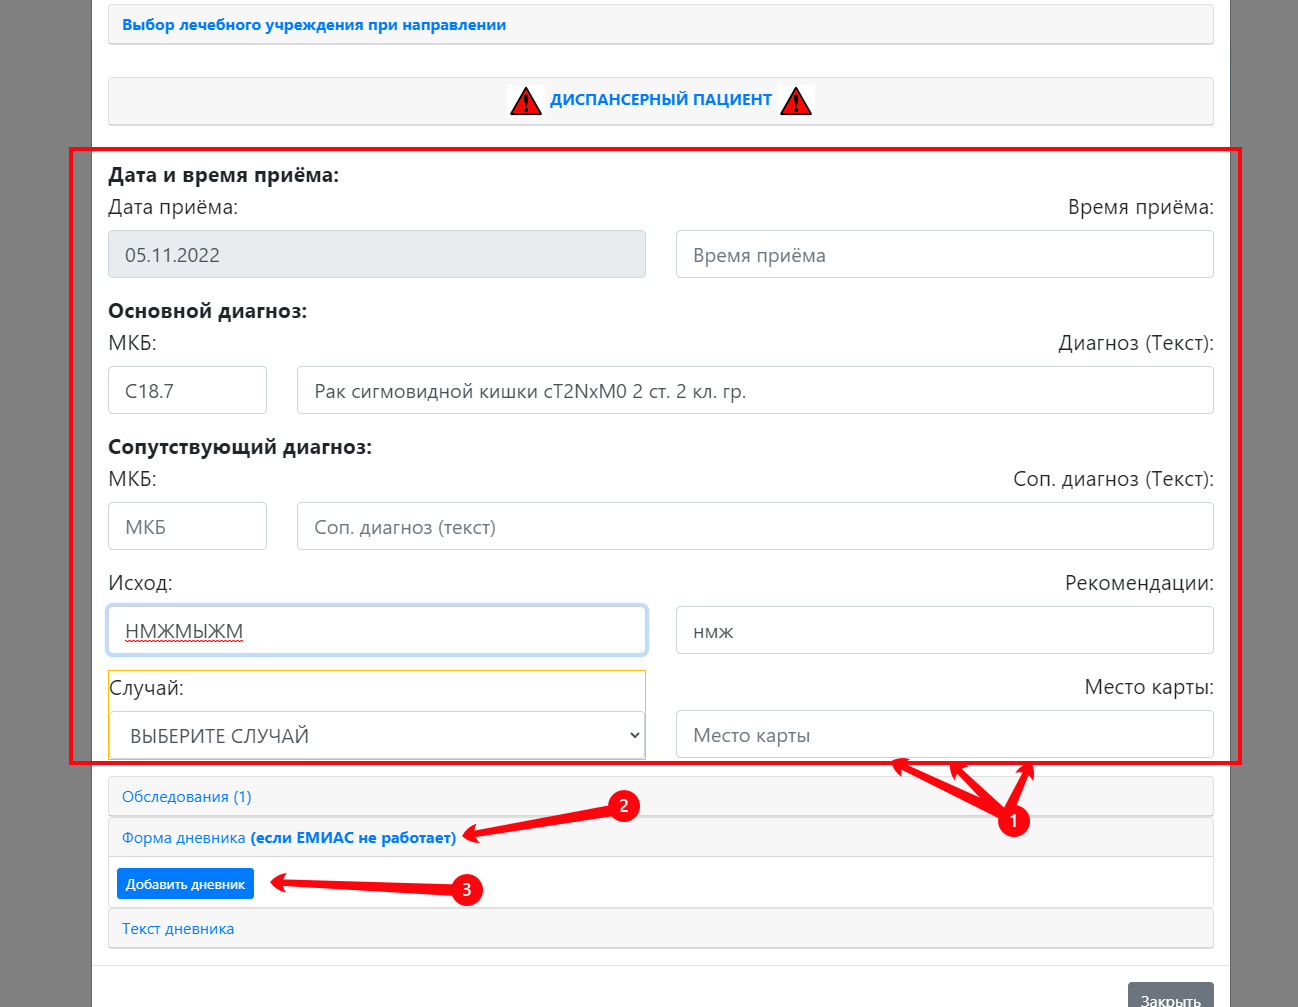 Выбор лечебного учреждения при направлении
ДИСПАНСЕРНЫЙ ПАЦИЕНТ
Дата и время приёма:
Дата приёма: Время приёма:
05.11.2022 Время приёма
Основной диагноз:
МКБ: Диагноз (Текст):
C18.7 Рак сигмовидной кишки cT2NxM0 2 ст. 2 кл. гр.
Сопутствующий диагноз:
МКБ: Соп. диагноз (Текст):
МКБ Соп. диагноз (текст)
Исход: Рекомендации:
НМЖМЫЖМ нмж
Случай: Место карты:
ВЫБЕРИТЕ СЛУЧАЙ Место карты
Обследования (1)
2
1
Форма дневника (если ЕМИАС не работает)
Добавить дневник 3
Текст дневника
Закрыть